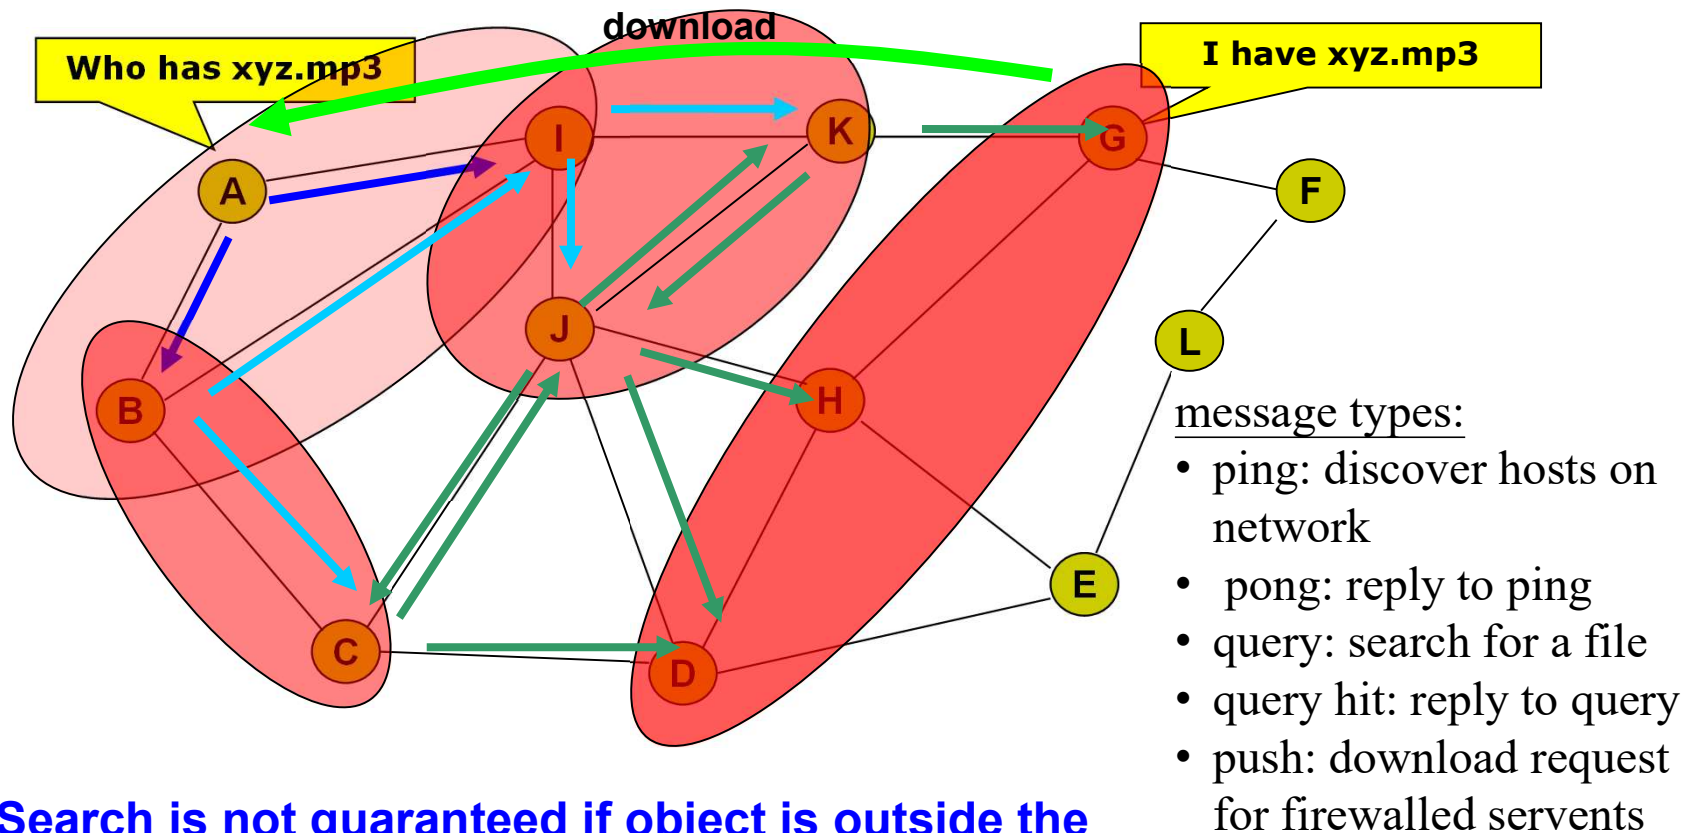 download
Who has xyz.mp3
I have xyz.mp3
I
K
G
A
F
J
L
B
H
message types:
• ping: discover hosts on
network
• pong: reply to ping
E
• query: search for a file
C
D
• query hit: reply to query
• push: download request
for firewalled servents
Search is not guaranteed if object is outside the